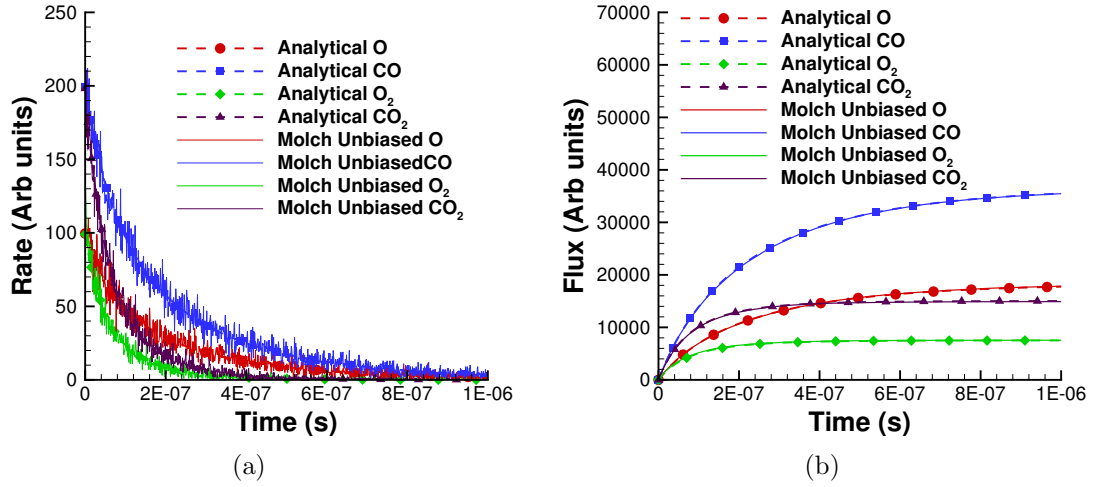 Rate (Arb units)
250
200
150
100
50
0
Analytical O
Analytical CO
Analytical O₂
Analytical CO₂
Molch Unbiased O
Molch UnbiasedCO
Molch Unbiased O₂
Molch Unbiased CO₂
0 2E-07 4E-07 6E-07 8E-07 1E-06
Time (s)
(a)
Flux (Arb units)
70000
60000
50000
40000
30000
20000
10000
0
Analytical O
Analytical CO
Analytical O₂
Analytical CO₂
Molch Unbiased O
Molch Unbiased CO
Molch Unbiased O₂
Molch Unbiased CO₂
0 2E-07 4E-07 6E-07 8E-07 1E-06
Time (s)
(b)